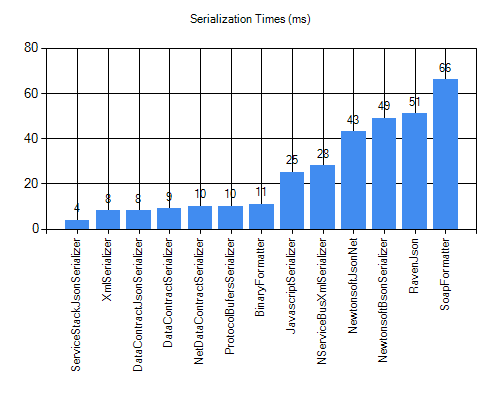 Serialization Times (ms)
80
60
40
20
0
4
8
8
9
10
10
11
25
28
43
49
51
66
ServiceStackJsonSerializer
XmlSerializer
DataContractJsonSerializer
DataContractSerializer
NetDataContractSerializer
ProtocolBufersSerializer
BinaryFormatter
JavascriptSerializer
NServiceBusXmlSerializer
NewtonsoftJsonNet
NewtonsoftBsonSerializer
RavenJson
SoapFormatter